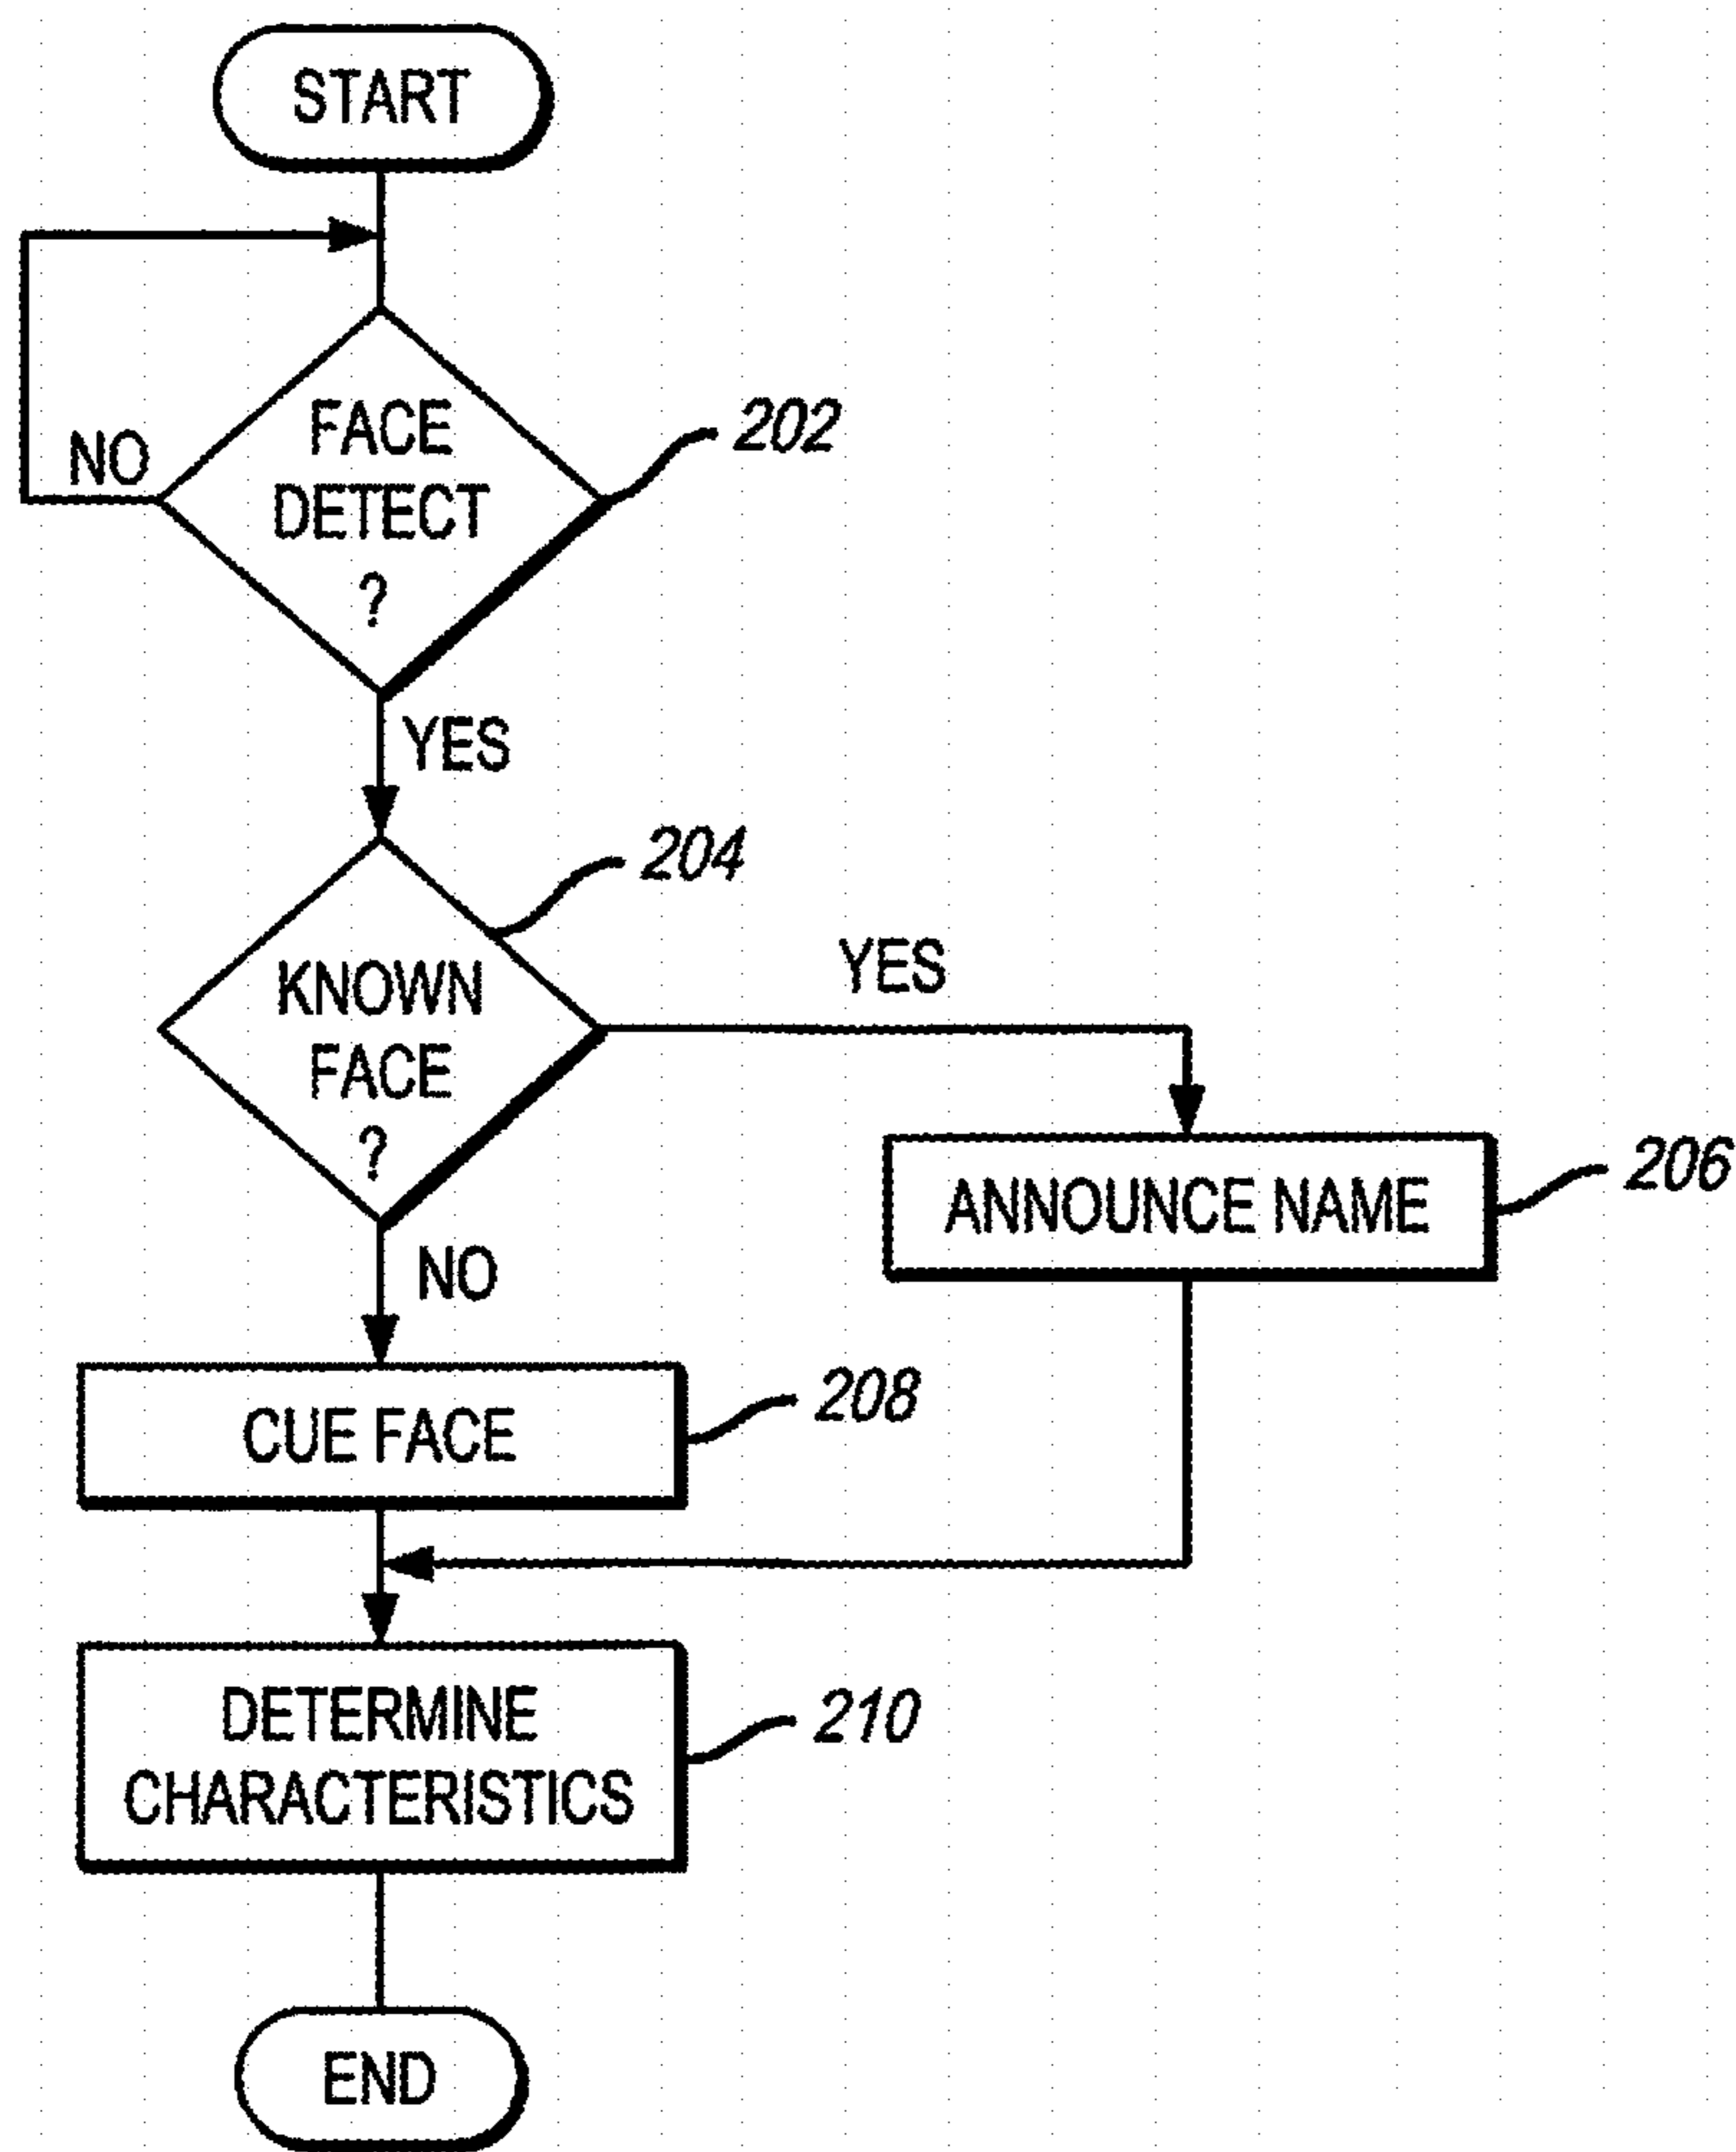 START
FACE
DETECT
?
202
NO
YES
204
KNOWN
FACE
?
YES
ANNOUNCE NAME
206
NO
CUE FACE
208
DETERMINE
CHARACTERISTICS
210
END